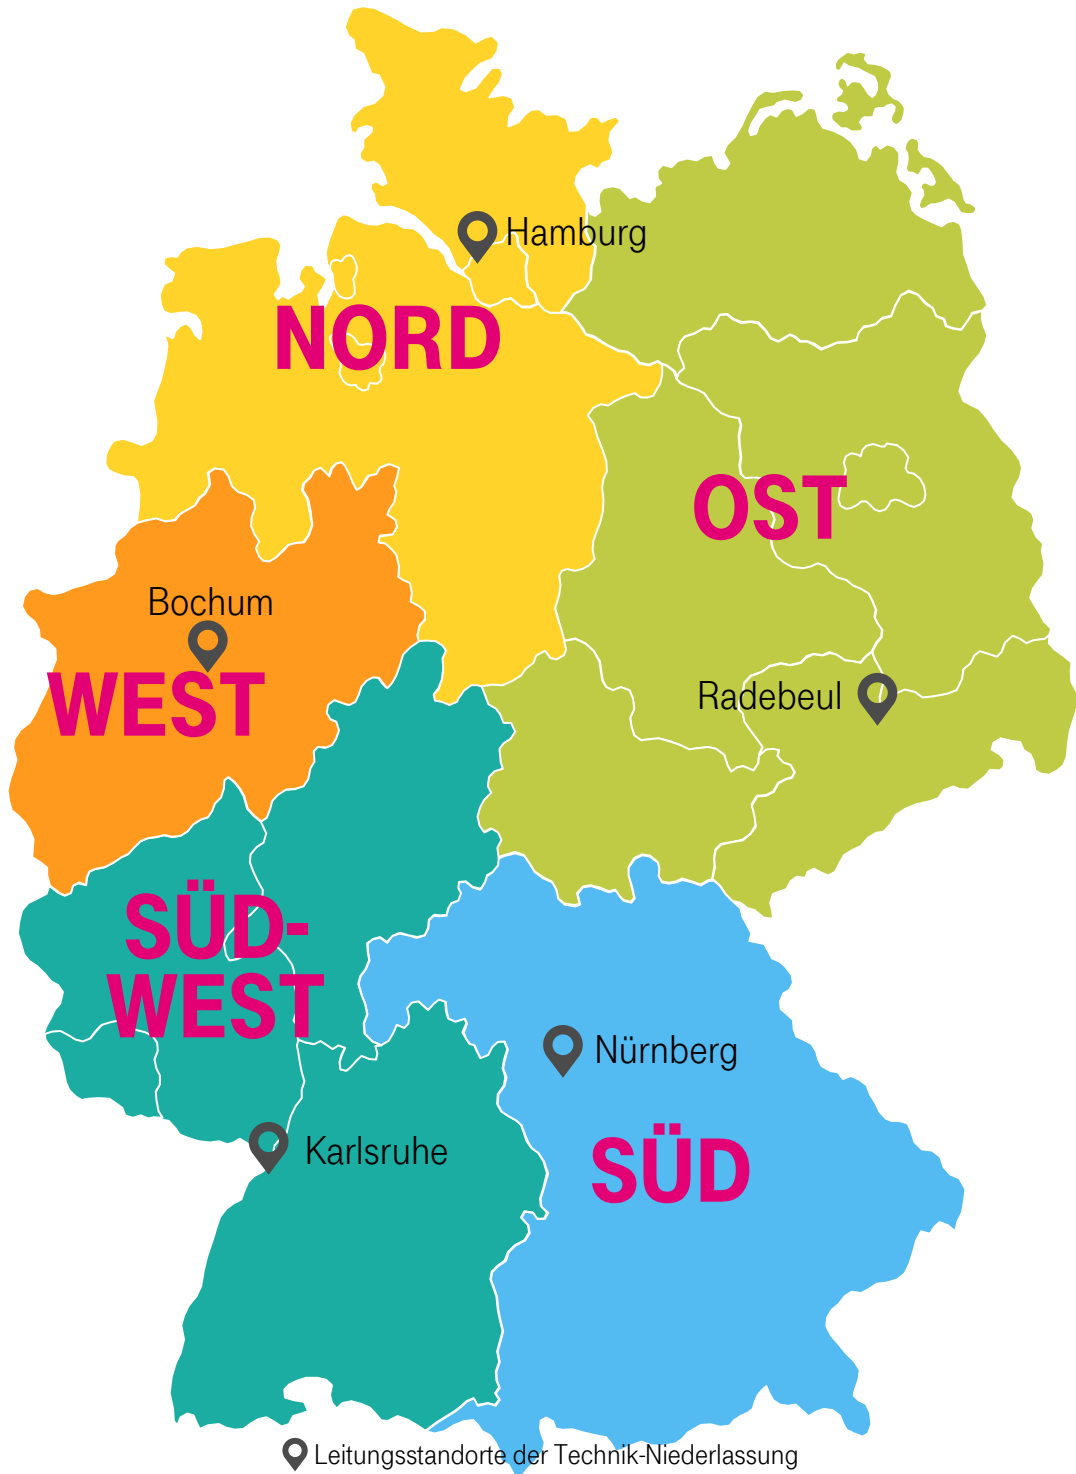 Hamburg
NORD
OST
Bochum
WEST
Radebeul
SÜD-
WEST
Nürnberg
Karlsruhe
SÜD
Leitungsstandorte der Technik-Niederlassung